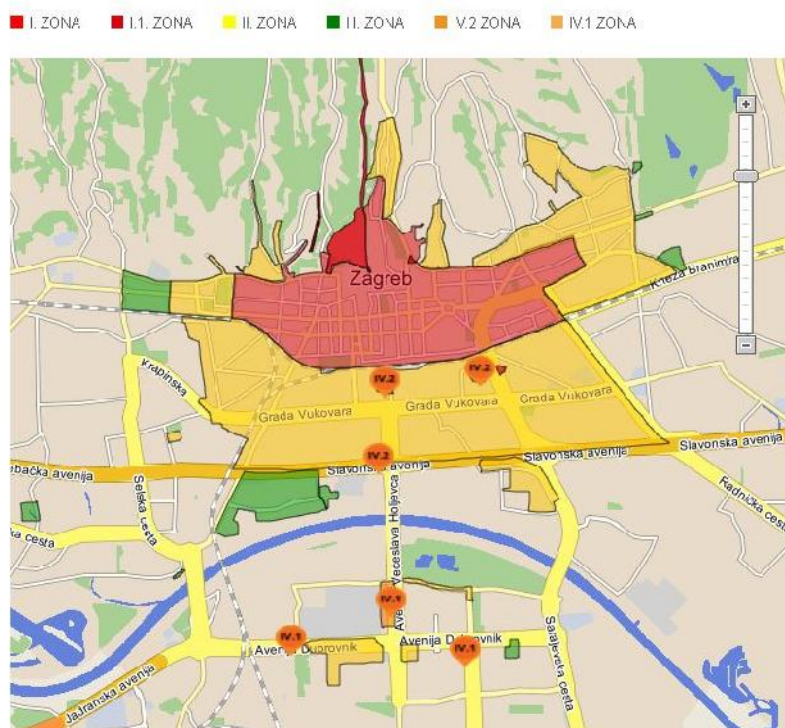 I. ZONA
I.1. ZONA
II. ZONA
III. ZONA
V.2 ZONA
IV.1 ZONA
+
Zagreb
Kneza branimira
Krapinska
IV.2
IV.2
Grada Vukovara
Grada Vukovara
Grada Vukovara
IV.2
Slavonska avenija
Slavonska avenija
Slavonska avenija
avenija
Selska cesta
Radnička cesta
cesta
Veceslava Holjevca
IV.1
IV.1
Avenija Dubrovnik
Avenija Dubrovnik
IV.1
Sarajevska cesta
Jadranska avenija